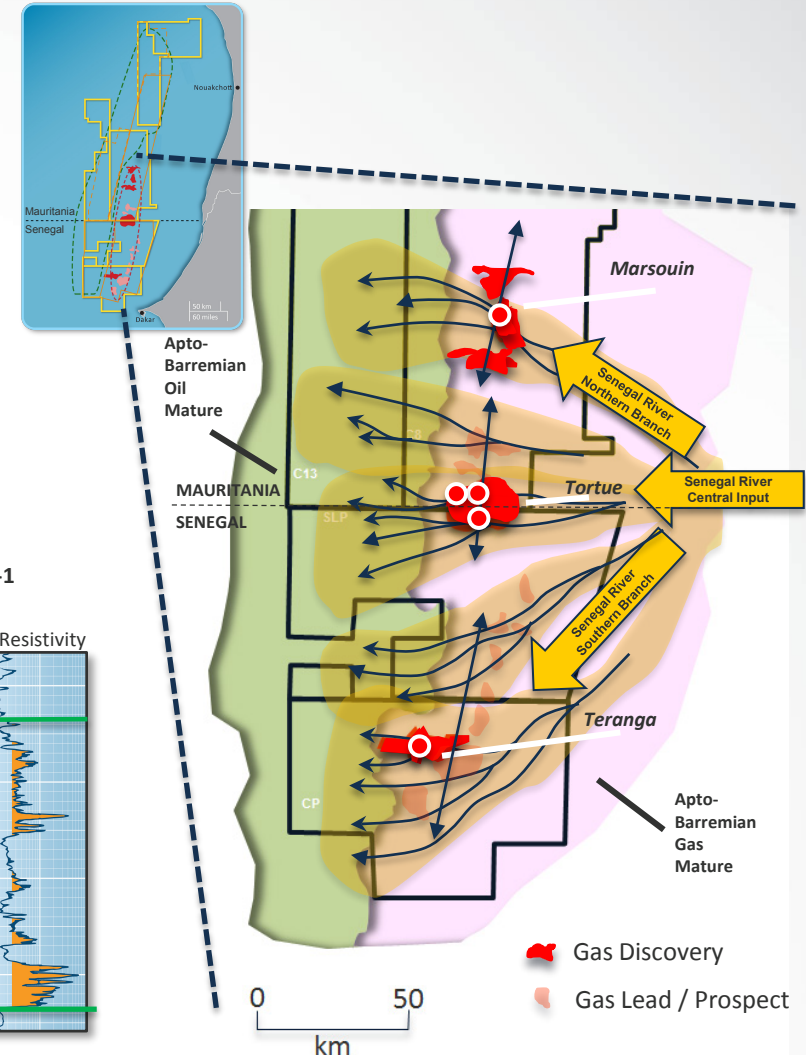 Nouakchott
Mauritania
Senegal
50 km
60 miles
Dakar
Marsouin
Apto-
Barremian
Oil
Mature
Senegal River
Northern Branch
C8
C13
MAURITANIA
SENEGAL
Tortue
Senegal River
Central Input
SLP
-1
Resistivity
Senegal River
Southern Branch
Teranga
CP
Apto-
Barremian
Gas
Mature
Gas Discovery
Gas Lead / Prospect
0 50
km